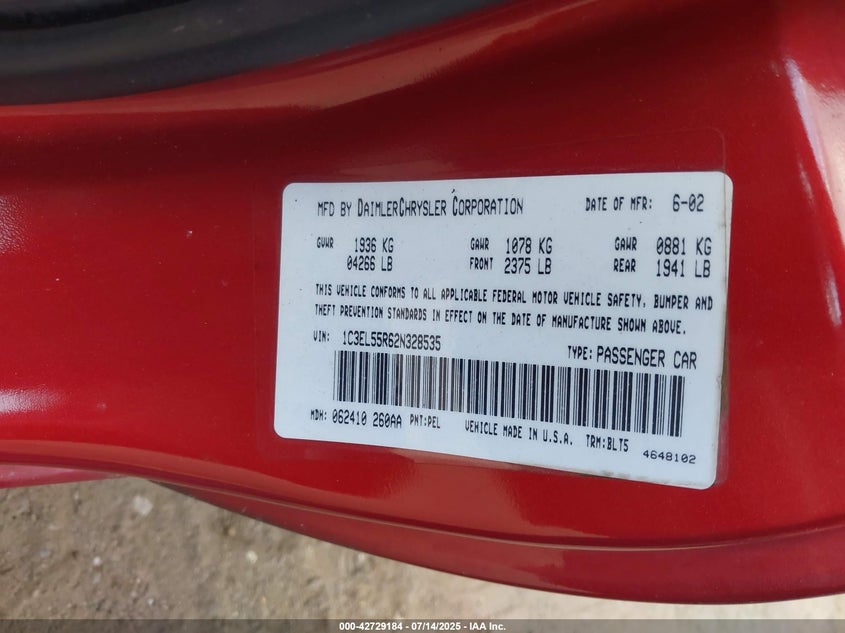 MFD BY DAIMLERCHRYSLER CORPORATION DATE OF MFR: 6-02
GVWR 1936 KG GAWR 1078 KG GAWR 0881 KG
04266 LB FRONT 2375 LB REAR 1941 LB
THIS VEHICLE CONFORMS TO ALL APPLICABLE FEDERAL MOTOR VEHICLE SAFETY, BUMPER AND
THEFT PREVENTION STANDARDS IN EFFECT ON THE DATE OF MANUFACTURE SHOWN ABOVE.
VIN: 1C3EL55R62N328535 TYPE: PASSENGER CAR
MDH: 062410 260AA PNT:PEL VEHICLE MADE IN U.S.A. TRM:BLT5 4648102
000-42729184 | 07/14/2025 | IAA Inc.